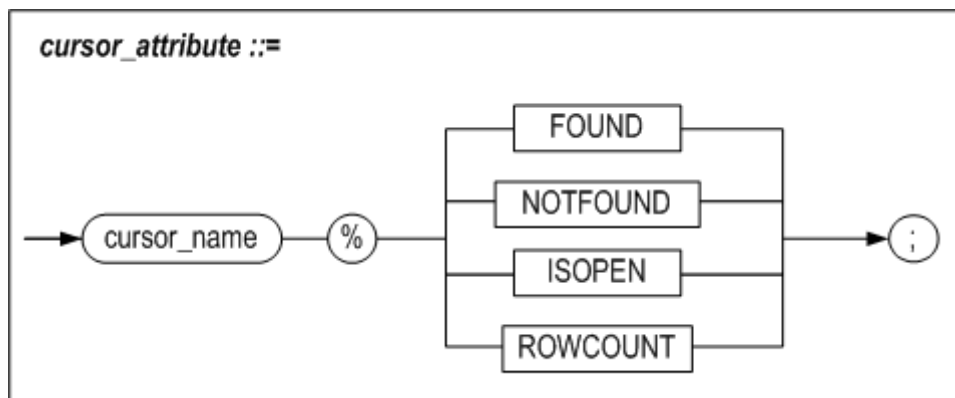 cursor_attribute ::=
FOUND
NOTFOUND
cursor_name % ;
ISOPEN
ROWCOUNT